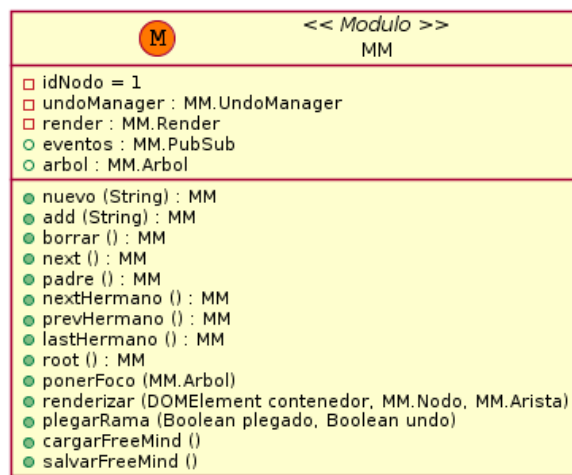 M
<< Modulo >>
MM
idNodo = 1
undoManager : MM.UndoManager
render : MM.Render
eventos : MM.PubSub
arbol : MM.Arbol
nuevo (String) : MM
add (String) : MM
borrar () : MM
next () : MM
padre () : MM
nextHermano () : MM
prevHermano () : MM
lastHermano () : MM
root () : MM
ponerFoco (MM.Arbol)
renderizar (DOMElement contenedor, MM.Nodo, MM.Arista)
plegarRama (Boolean plegado, Boolean undo)
cargarFreeMind ()
salvarFreeMind ()